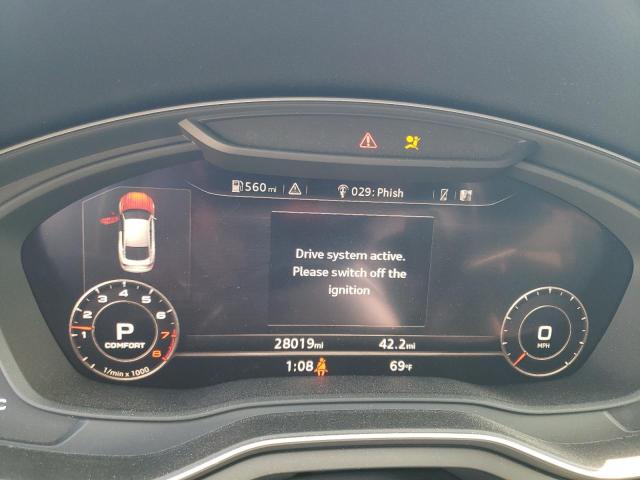 560 mi
029: Phish
Drive system active.
Please switch off the
ignition
1 2 3 4 5 6 7 8
P
COMFORT
1/min x 1000
0
MPH
28019mi 42.2mi
1:08 69°F
C